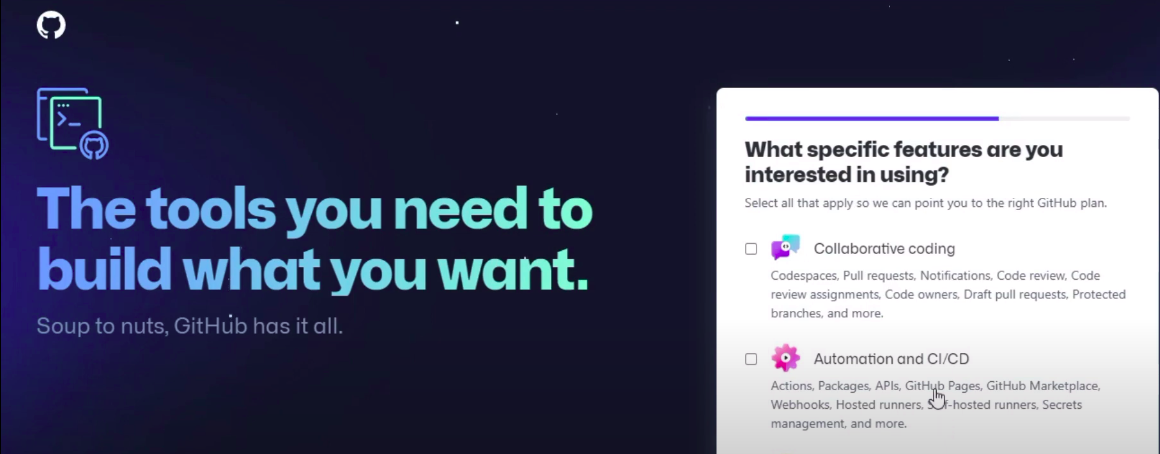 The tools you need to
build what you want.
Soup to nuts, GitHub has it all.
What specific features are you
interested in using?
Select all that apply so we can point you to the right GitHub plan.
Collaborative coding
Codespaces, Pull requests, Notifications, Code review, Code
review assignments, Code owners, Draft pull requests, Protected
branches, and more.
Automation and CI/CD
Actions, Packages, APIs, GitHub Pages, GitHub Marketplace,
Webhooks, Hosted runners, Self-hosted runners, Secrets
management, and more.